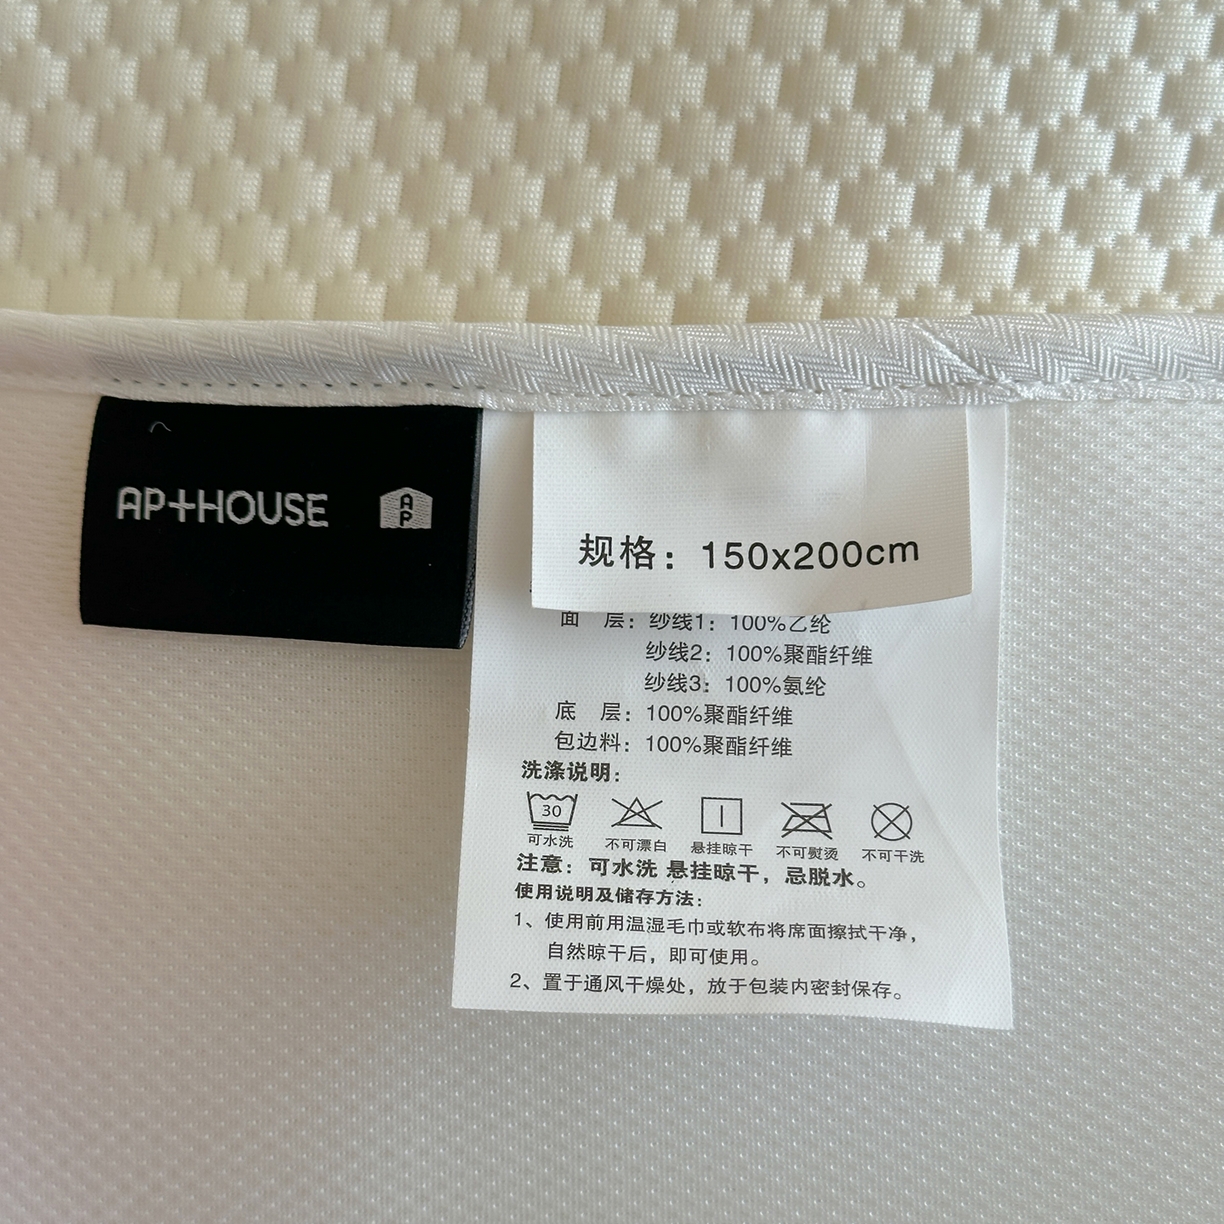 AP+HOUSE
AP
规格：150x200cm
面 层：纱线1：100%乙纶
纱线2：100%聚酯纤维
纱线3：100%氨纶
底 层：100%聚酯纤维
包边料：100%聚酯纤维
洗涤说明：
30
可水洗 不可漂白 悬挂晾干 不可熨烫 不可干洗
注意：可水洗 悬挂晾干，忌脱水。
使用说明及储存方法：
1、使用前用温湿毛巾或软布将席面擦拭干净，
自然晾干后，即可使用。
2、置于通风干燥处，放于包装内密封保存。